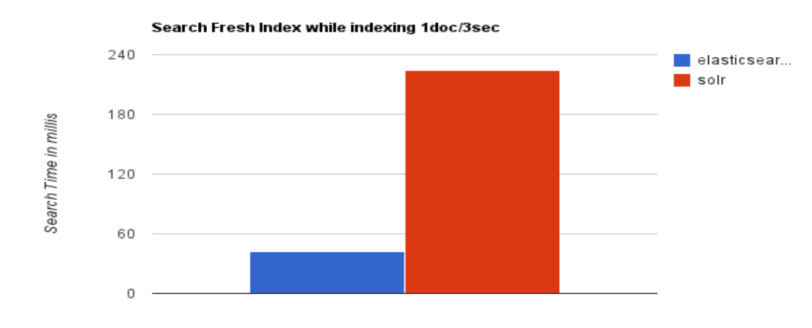 Search Fresh Index while indexing 1doc/3sec
240
180
120
60
0
Search Time in millis
elasticsear...
solr